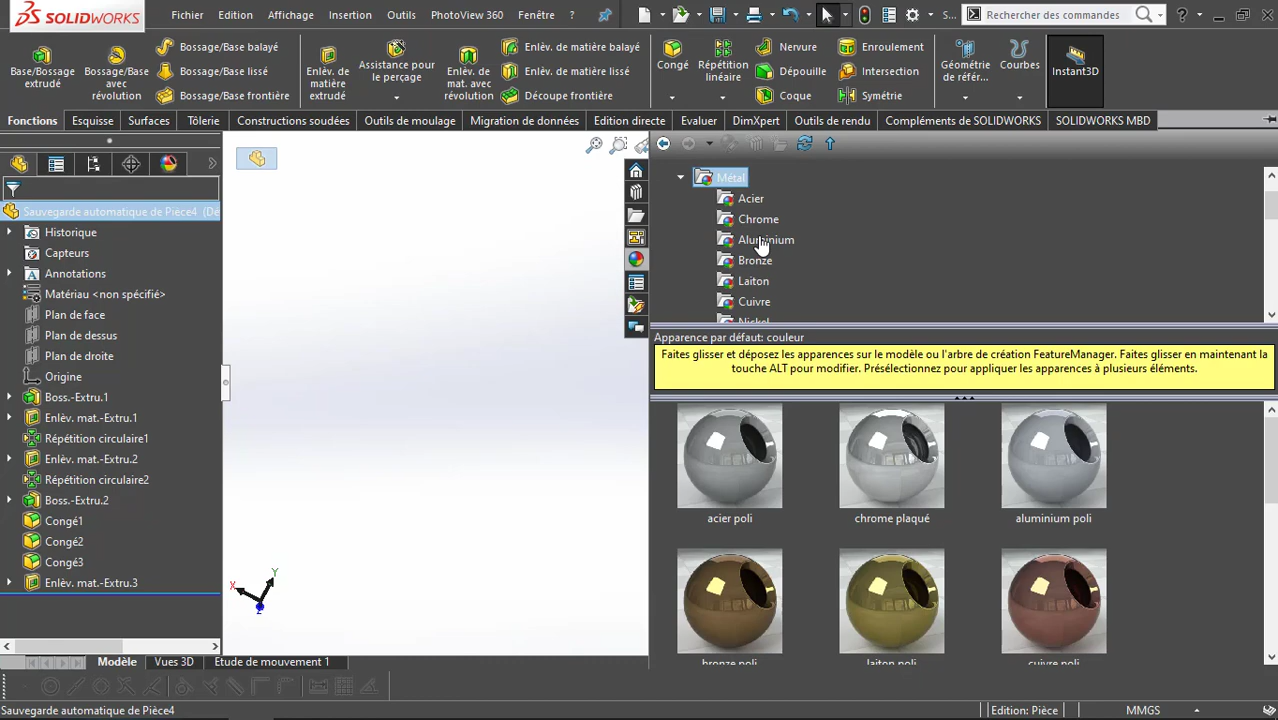 SOLIDWORKS
Fichier Edition Affichage Insertion Outils PhotoView 360 Fenêtre ?
S...
Rechercher des commandes
?
Base/Bossage extrudé
Bossage/Base avec révolution
Bossage/Base balayé
Bossage/Base lissé
Bossage/Base frontière
Enlèv. de matière extrudé
Assistance pour le perçage
Enlèv. de mat. avec révolution
Enlèv. de matière balayé
Enlèv. de matière lissé
Découpe frontière
Congé
Répétition linéaire
Nervure
Dépouille
Coque
Enroulement
Intersection
Symétrie
Géométrie de référ...
Courbes
Instant3D
Fonctions Esquisse Surfaces Tôlerie Constructions soudées Outils de moulage Migration de données Edition directe Evaluer DimXpert Outils de rendu Compléments de SOLIDWORKS SOLIDWORKS MBD
Sauvegarde automatique de Pièce4 (Dé
Historique
Capteurs
Annotations
Matériau <non spécifié>
Plan de face
Plan de dessus
Plan de droite
Origine
Boss.-Extru.1
Enlèv. mat.-Extru.1
Répétition circulaire1
Enlèv. mat.-Extru.2
Répétition circulaire2
Boss.-Extru.2
Congé1
Congé2
Congé3
Enlèv. mat.-Extru.3
X
Y
Z
Métal
Acier
Chrome
Aluminium
Bronze
Laiton
Cuivre
Nickel
Apparence par défaut: couleur
Faites glisser et déposez les apparences sur le modèle ou l'arbre de création FeatureManager. Faites glisser en maintenant la
touche ALT pour modifier. Présélectionnez pour appliquer les apparences à plusieurs éléments.
acier poli chrome plaqué aluminium poli
bronze poli laiton poli cuivre poli
Modèle Vues 3D Etude de mouvement 1
Sauvegarde automatique de Pièce4
Edition: Pièce
MMGS